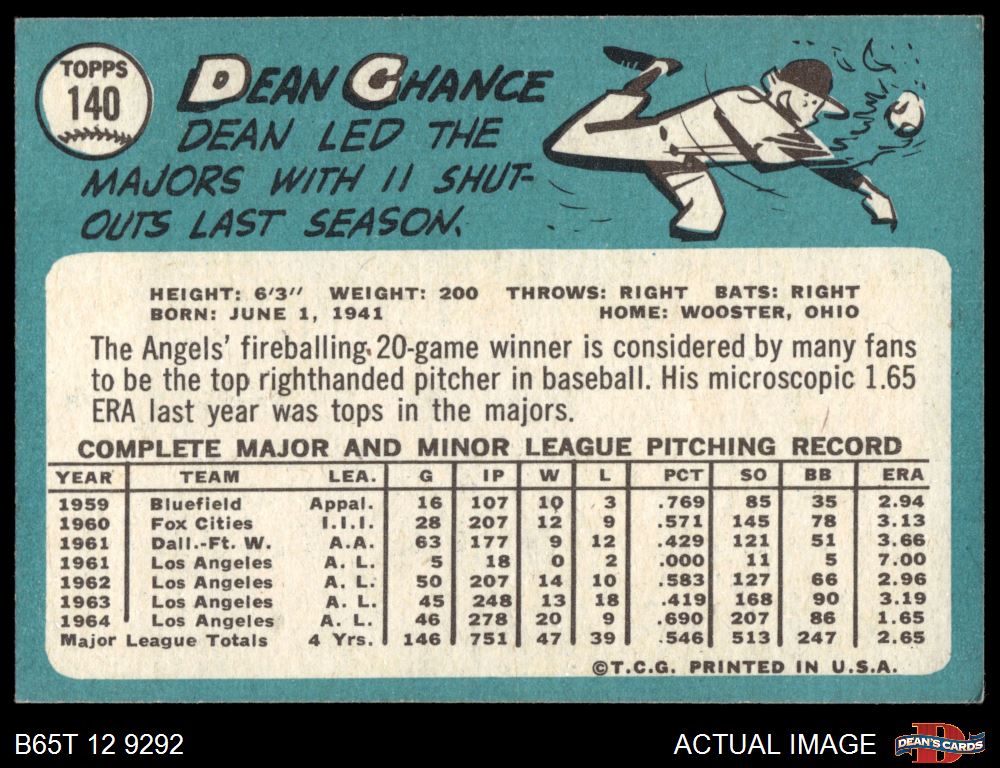 TOPPS
140
DEAN CHANCE
DEAN LED THE
MAJORS WITH 11 SHUT-
OUTS LAST SEASON.
HEIGHT: 6'3" WEIGHT: 200 THROWS: RIGHT BATS: RIGHT
BORN: JUNE 1, 1941 HOME: WOOSTER, OHIO
The Angels' fireballing 20-game winner is considered by many fans
to be the top righthanded pitcher in baseball. His microscopic 1.65
ERA last year was tops in the majors.
COMPLETE MAJOR AND MINOR LEAGUE PITCHING RECORD
YEAR TEAM LEA. G IP W L PCT SO BB ERA
1959 Bluefield Appal. 16 107 10 3 .769 85 35 2.94
1960 Fox Cities I.I.I. 28 207 12 9 .571 145 78 3.13
1961 Dall.-Ft. W. A.A. 63 177 9 12 .429 121 51 3.66
1961 Los Angeles A. L. 5 18 0 2 .000 11 5 7.00
1962 Los Angeles A. L. 50 207 14 10 .583 127 66 2.96
1963 Los Angeles A. L. 45 248 13 18 .419 168 90 3.19
1964 Los Angeles A. L. 46 278 20 9 .690 207 86 1.65
Major League Totals 4 Yrs. 146 751 47 39 .546 513 247 2.65
©T.C.G. PRINTED IN U.S.A.
B65T 12 9292
ACTUAL IMAGE
D
DEAN'S CARDS